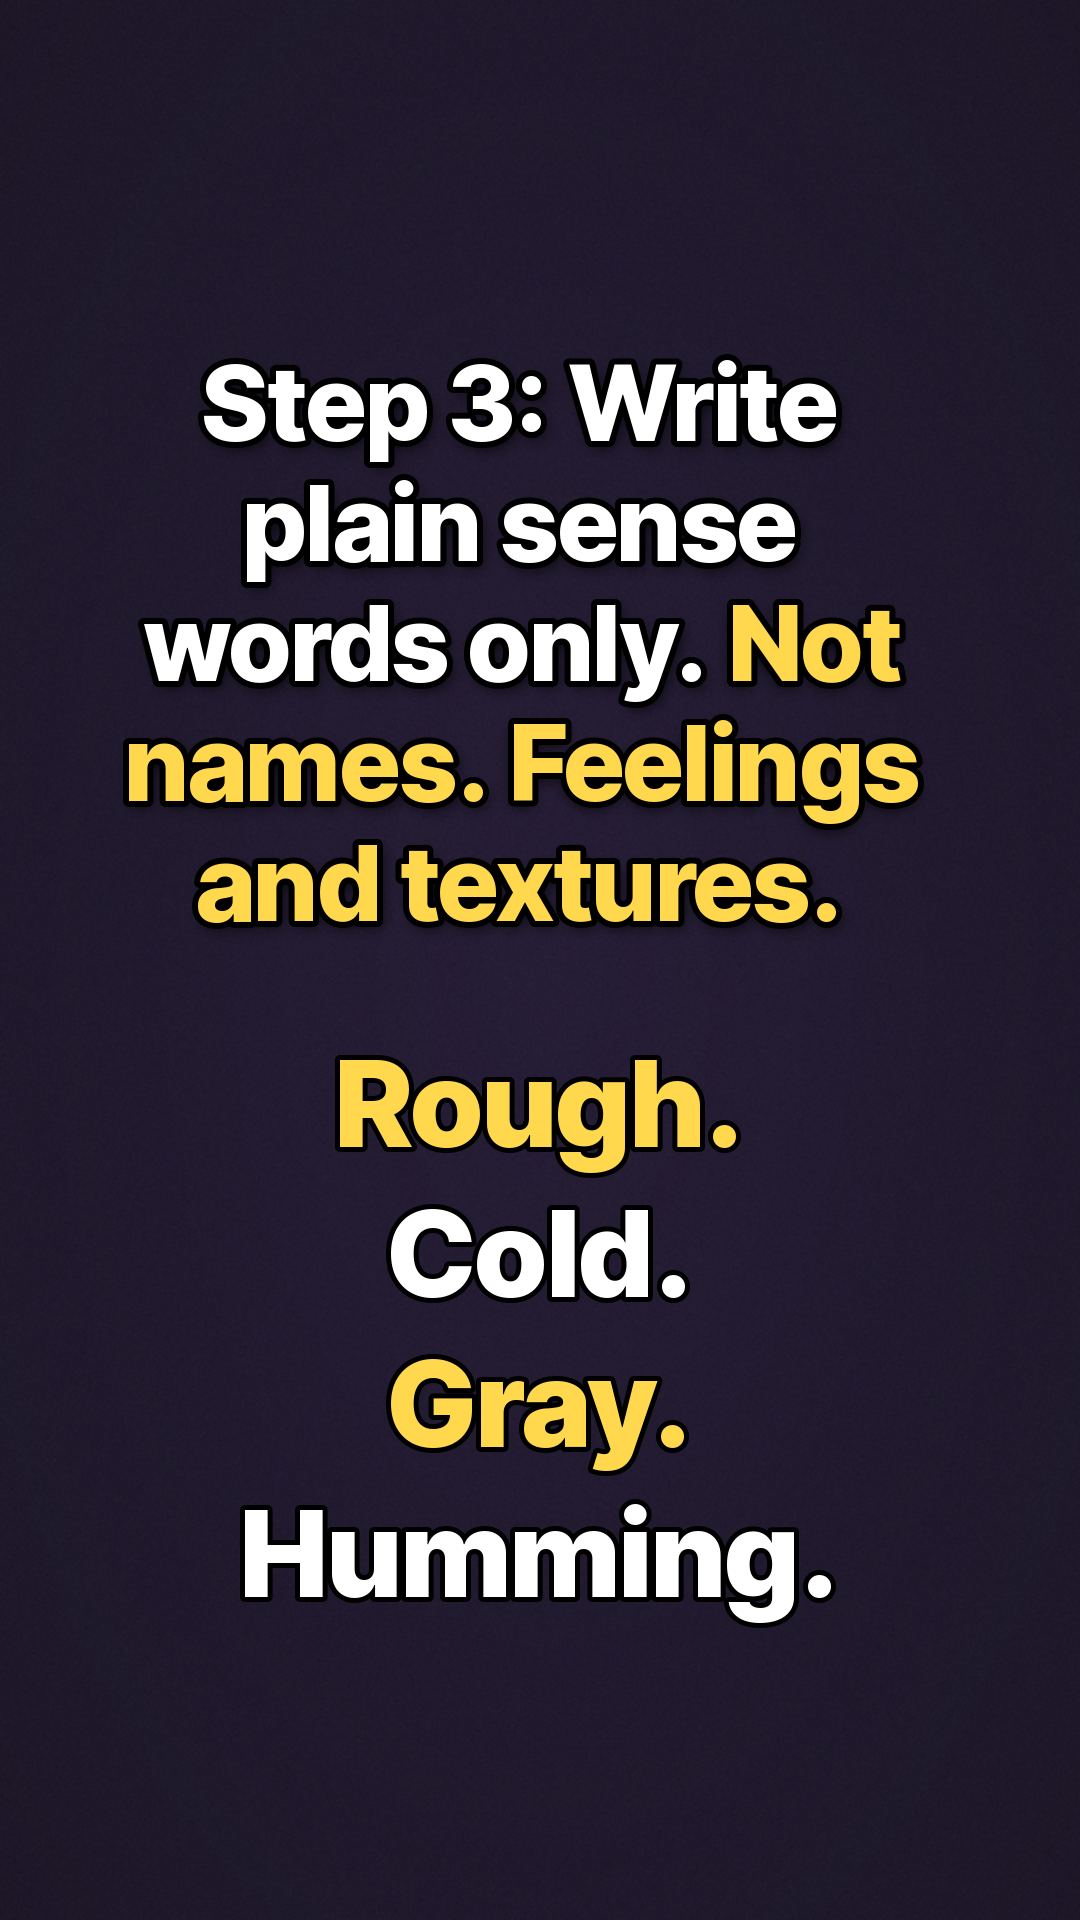 Step 3: Write
plain sense
words only. Not
names. Feelings
and textures.
Rough.
Cold.
Gray.
Humming.